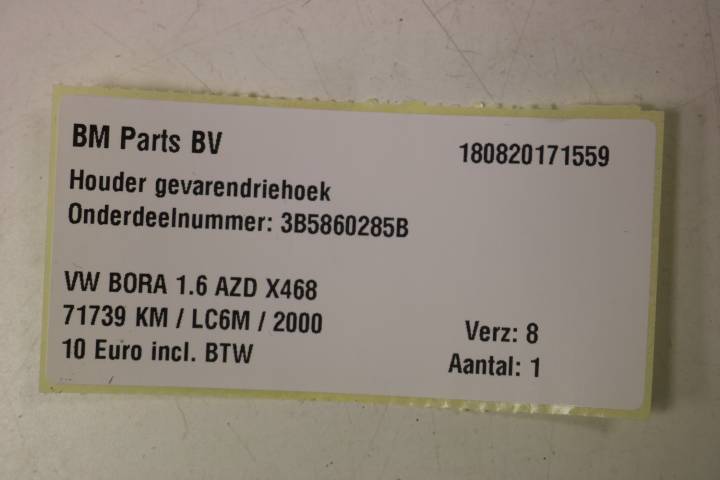 BM Parts BV
180820171559
Houder gevarendriehoek
Onderdeelnummer: 3B5860285B
VW BORA 1.6 AZD X468
71739 KM / LC6M / 2000
Verz: 8
10 Euro incl. BTW
Aantal: 1